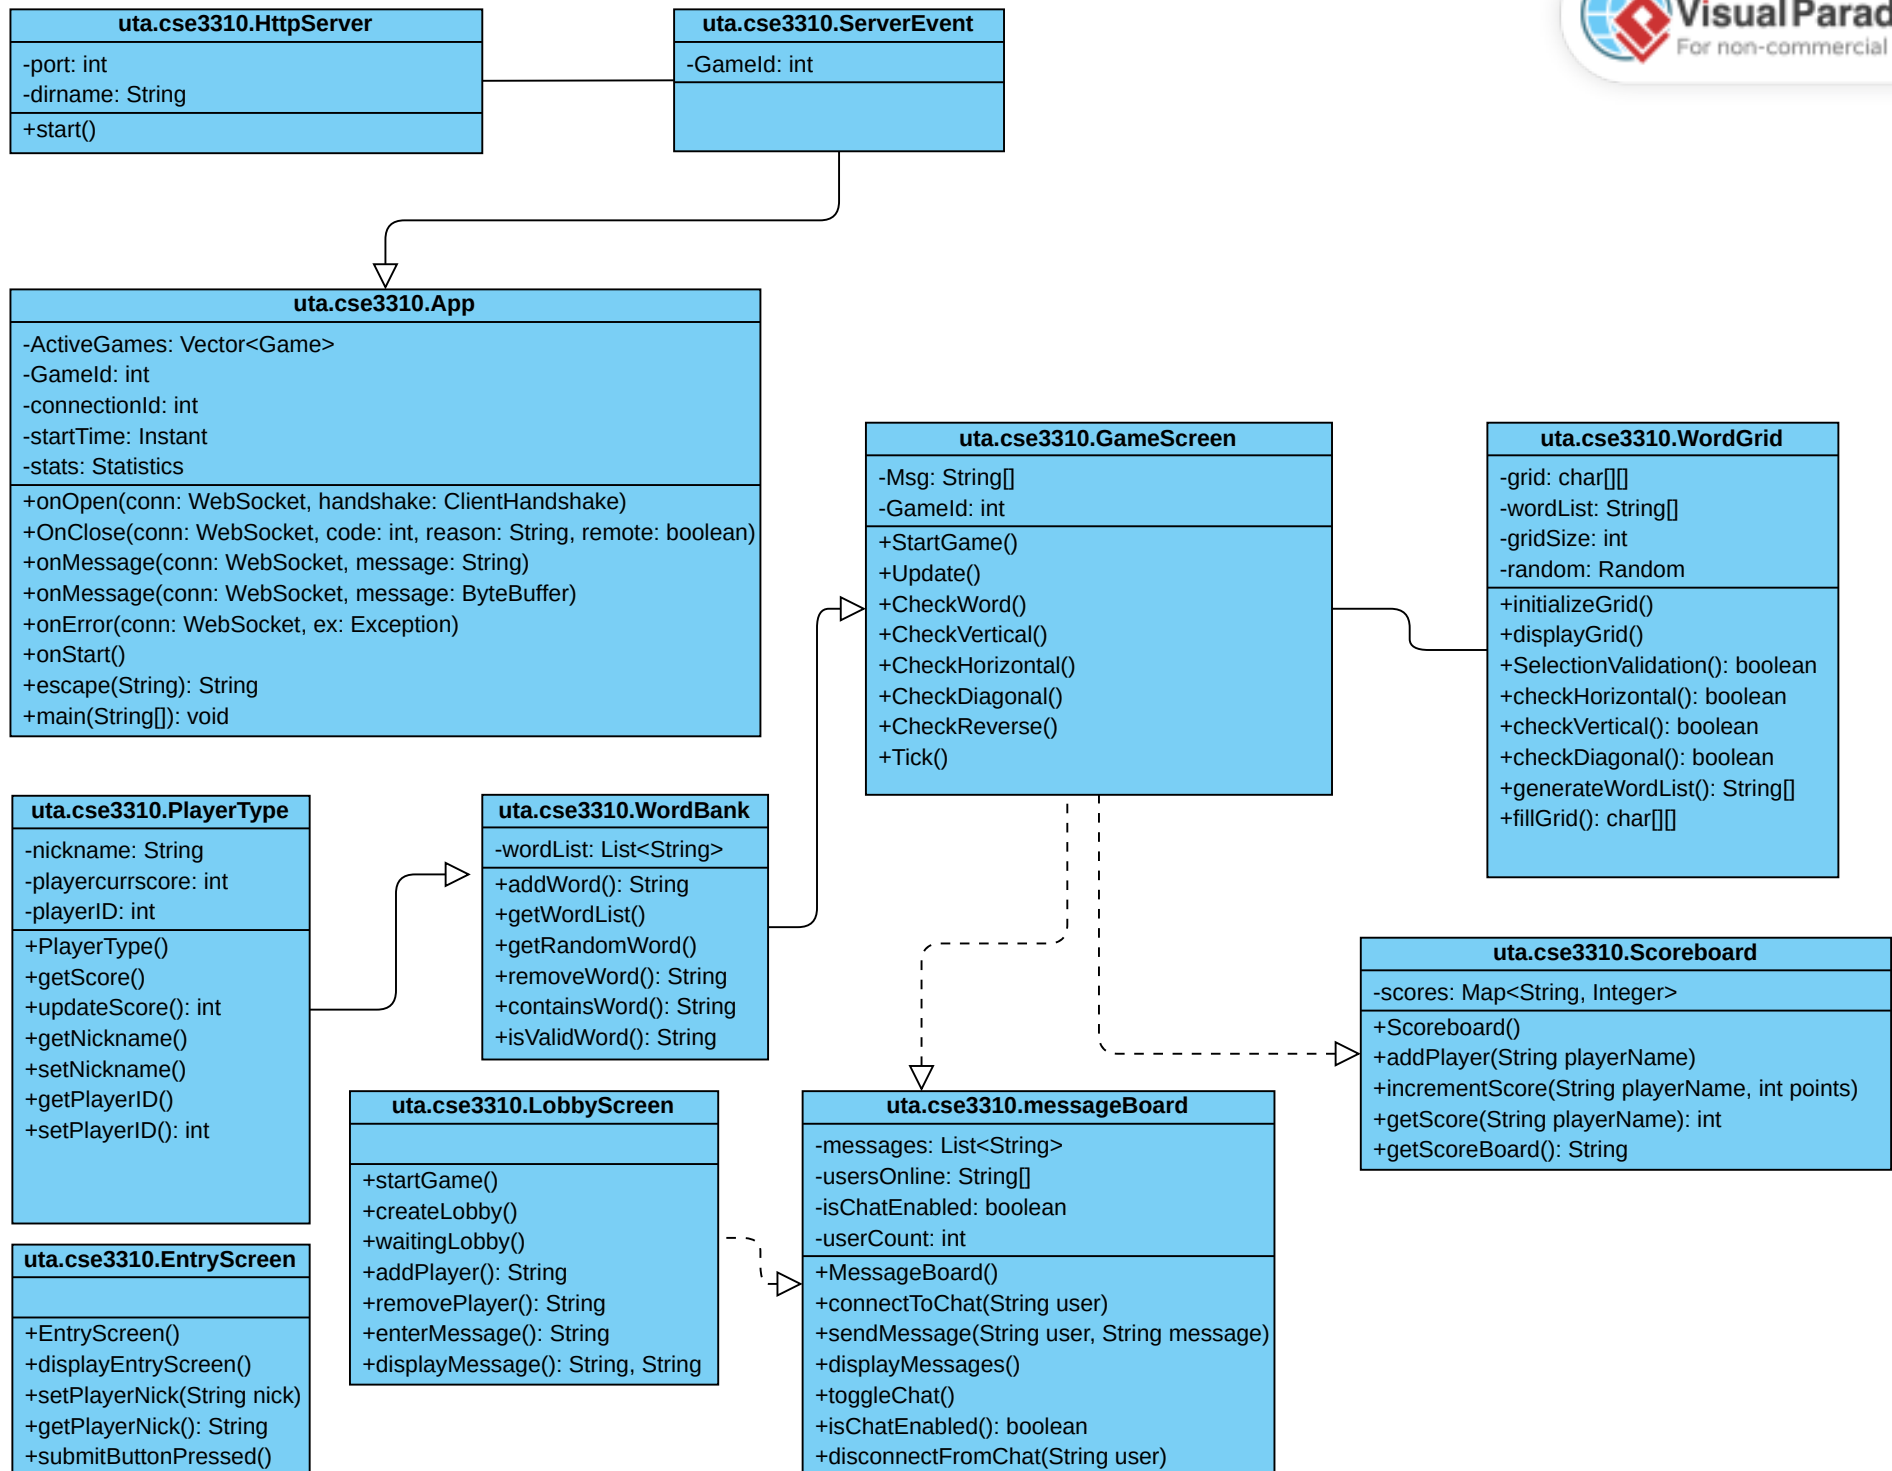 uta.cse3310.HttpServer
-port: int
-dirname: String
+start()
uta.cse3310.ServerEvent
-GameId: int
Visual Parad
For non-commercial
uta.cse3310.App
-ActiveGames: Vector<Game>
-GameId: int
-connectionId: int
-startTime: Instant
-stats: Statistics
+onOpen(conn: WebSocket, handshake: ClientHandshake)
+OnClose(conn: WebSocket, code: int, reason: String, remote: boolean)
+onMessage(conn: WebSocket, message: String)
+onMessage(conn: WebSocket, message: ByteBuffer)
+onError(conn: WebSocket, ex: Exception)
+onStart()
+escape(String): String
+main(String[]): void
uta.cse3310.GameScreen
-Msg: String[]
-GameId: int
+StartGame()
+Update()
+CheckWord()
+CheckVertical()
+CheckHorizontal()
+CheckDiagonal()
+CheckReverse()
+Tick()
uta.cse3310.WordGrid
-grid: char[][]
-wordList: String[]
-gridSize: int
-random: Random
+initializeGrid()
+displayGrid()
+SelectionValidation(): boolean
+checkHorizontal(): boolean
+checkVertical(): boolean
+checkDiagonal(): boolean
+generateWordList(): String[]
+fillGrid(): char[][]
uta.cse3310.PlayerType
-nickname: String
-playercurrscore: int
-playerID: int
+PlayerType()
+getScore()
+updateScore(): int
+getNickname()
+setNickname()
+getPlayerID()
+setPlayerID(): int
uta.cse3310.WordBank
-wordList: List<String>
+addWord(): String
+getWordList()
+getRandomWord()
+removeWord(): String
+containsWord(): String
+isValidWord(): String
uta.cse3310.Scoreboard
-scores: Map<String, Integer>
+Scoreboard()
+addPlayer(String playerName)
+incrementScore(String playerName, int points)
+getScore(String playerName): int
+getScoreBoard(): String
uta.cse3310.LobbyScreen
+startGame()
+createLobby()
+waitingLobby()
+addPlayer(): String
+removePlayer(): String
+enterMessage(): String
+displayMessage(): String, String
uta.cse3310.messageBoard
-messages: List<String>
-usersOnline: String[]
-isChatEnabled: boolean
-userCount: int
+MessageBoard()
+connectToChat(String user)
+sendMessage(String user, String message)
+displayMessages()
+toggleChat()
+isChatEnabled(): boolean
+disconnectFromChat(String user)
uta.cse3310.EntryScreen
+EntryScreen()
+displayEntryScreen()
+setPlayerNick(String nick)
+getPlayerNick(): String
+submitButtonPressed()